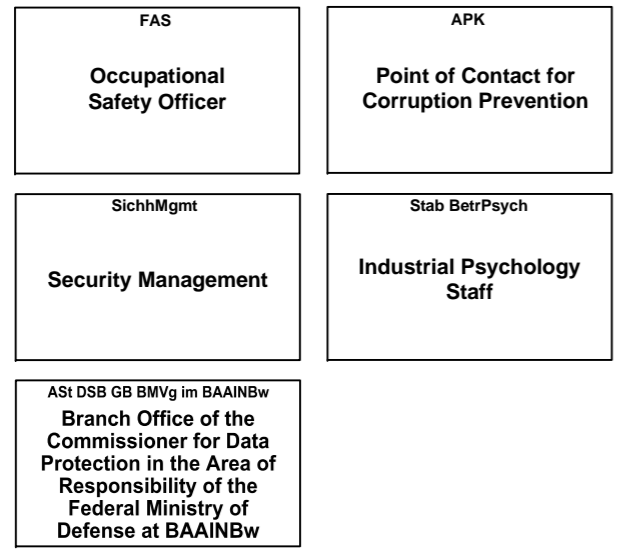 FAS
Occupational
Safety Officer
APK
Point of Contact for
Corruption Prevention
SichhMgmt
Security Management
Stab BetrPsych
Industrial Psychology
Staff
ASt DSB GB BMVg im BAAINBw
Branch Office of the
Commissioner for Data
Protection in the Area of
Responsibility of the
Federal Ministry of
Defense at BAAINBw